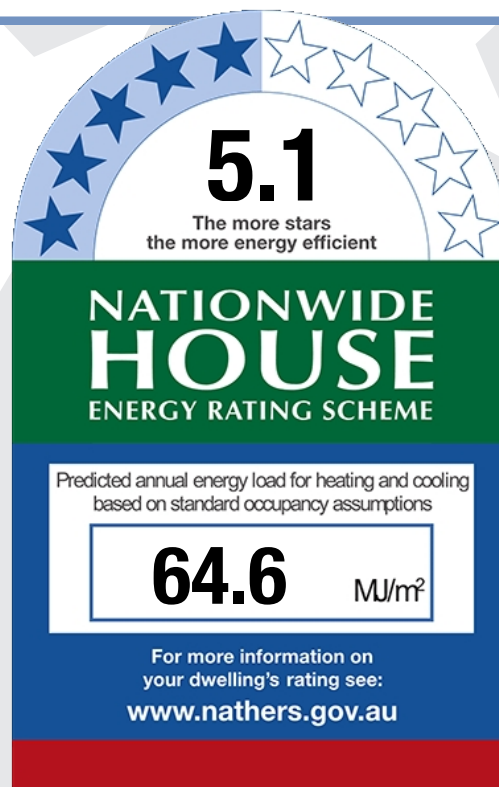 5.1
The more stars
the more energy efficient
NATIONWIDE
HOUSE
ENERGY RATING SCHEME
Predicted annual energy load for heating and cooling
based on standard occupancy assumptions
64.6 MJ/m²
For more information on
your dwelling's rating see:
www.nathers.gov.au